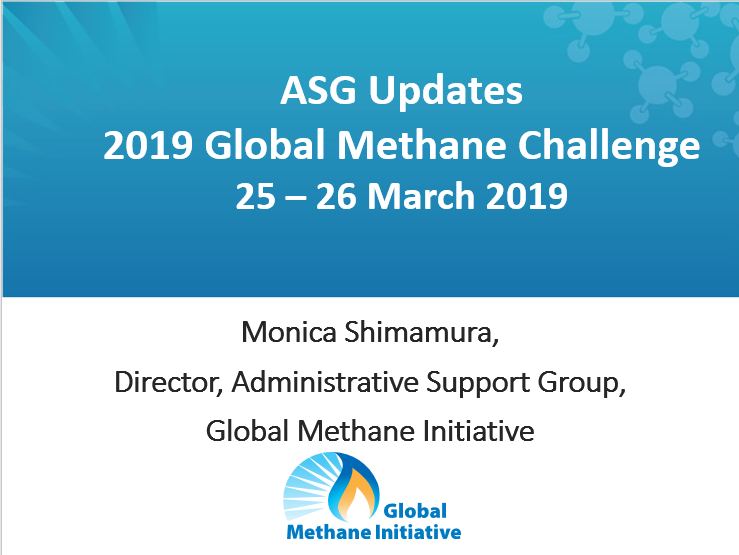 ASG Updates
2019 Global Methane Challenge
25 – 26 March 2019
Monica Shimamura,
Director, Administrative Support Group,
Global Methane Initiative
Global
Methane Initiative